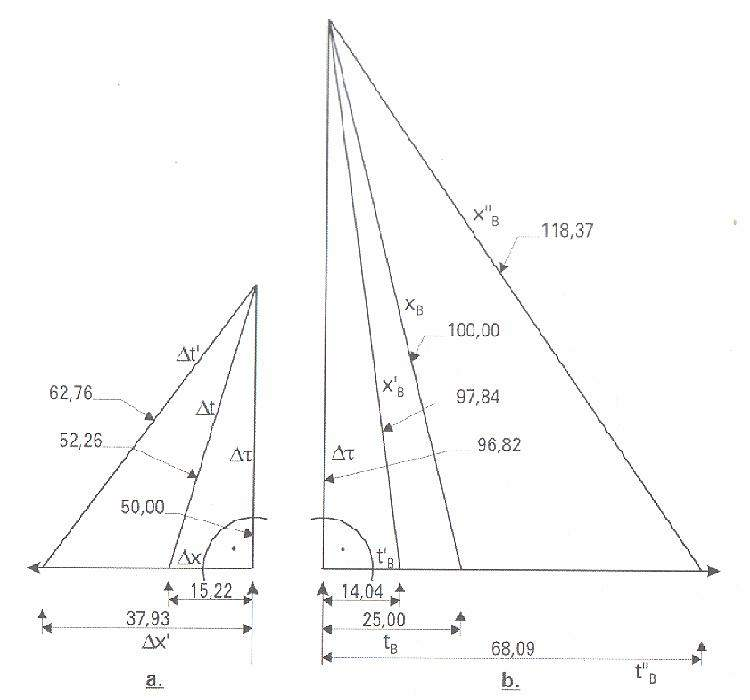 x"B
118,37
xB
100,00
Δt'
x'B
62,76
97,84
Δt
52,26
Δτ
Δτ
96,82
50,00
Δx
t'B
15,22
14,04
37,93
25,00
Δx'
tB
68,09
t"B
a.
b.